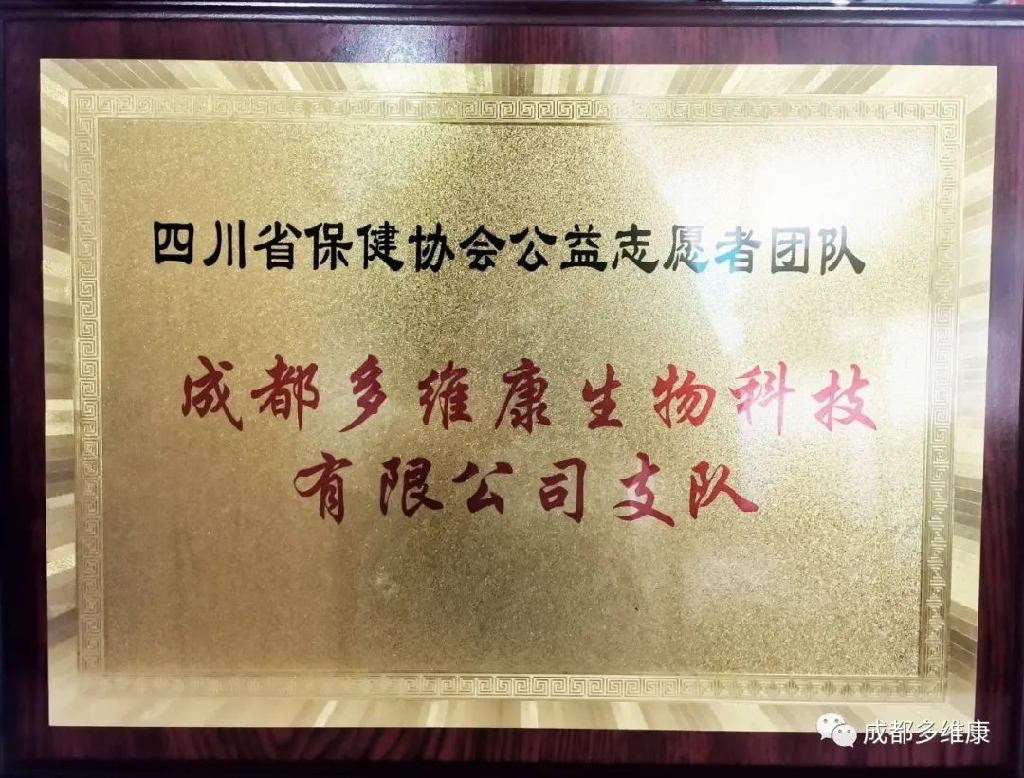 四川省保健协会公益志愿者团队
成都多维康生物科技
有限公司支队
成都多维康